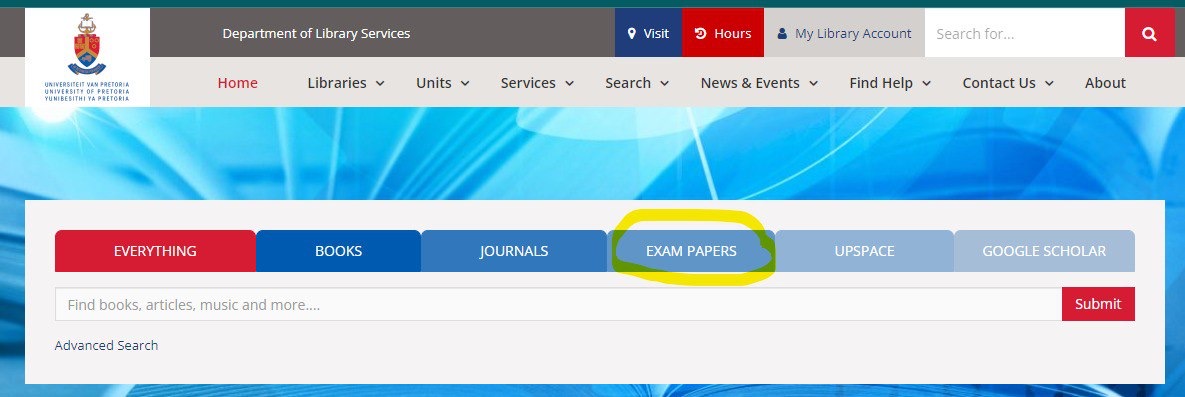 Department of Library Services
Visit
Hours
My Library Account
Search for...
UNIVERSITEIT VAN PRETORIA
UNIVERSITY OF PRETORIA
YUNIBESITHI YA PRETORIA
Home
Libraries
Units
Services
Search
News & Events
Find Help
Contact Us
About
EVERYTHING
BOOKS
JOURNALS
EXAM PAPERS
UPSPACE
GOOGLE SCHOLAR
Find books, articles, music and more....
Submit
Advanced Search